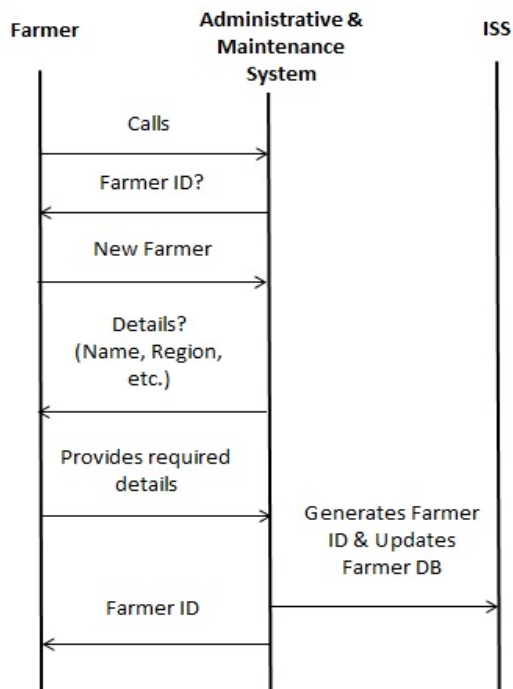 Farmer
Administrative &
Maintenance
System
ISS
Calls
Farmer ID?
New Farmer
Details?
(Name, Region,
etc.)
Provides required
details
Generates Farmer
ID & Updates
Farmer DB
Farmer ID